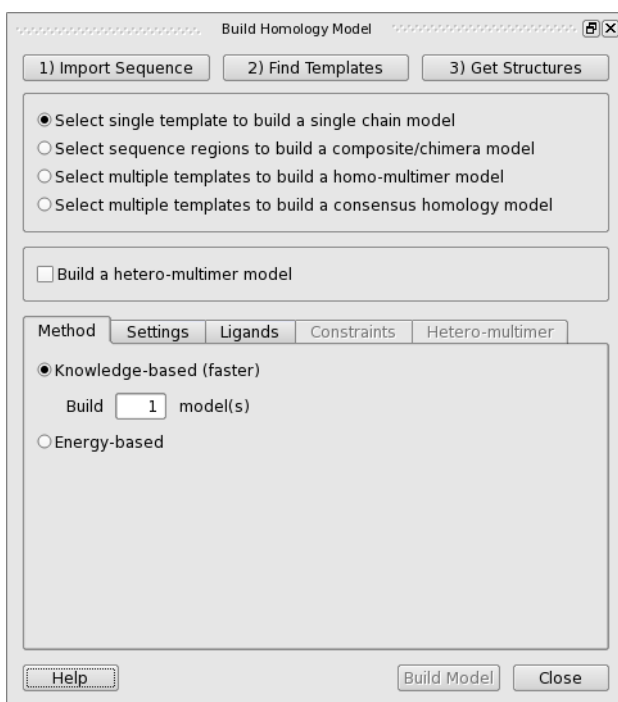 Build Homology Model
1) Import Sequence 2) Find Templates 3) Get Structures
Select single template to build a single chain model
Select sequence regions to build a composite/chimera model
Select multiple templates to build a homo-multimer model
Select multiple templates to build a consensus homology model
Build a hetero-multimer model
Method Settings Ligands Constraints Hetero-multimer
Knowledge-based (faster)
Build 1 model(s)
Energy-based
Help Build Model Close